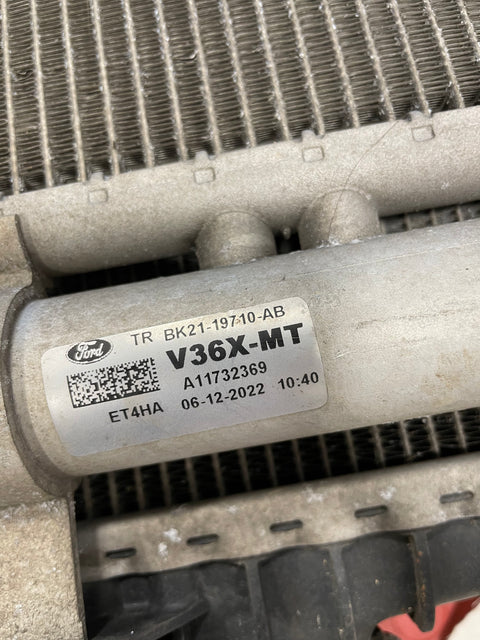 Ford
TR BK21-19710-AB
V36X-MT
A11732369
ET4HA 06-12-2022 10:40